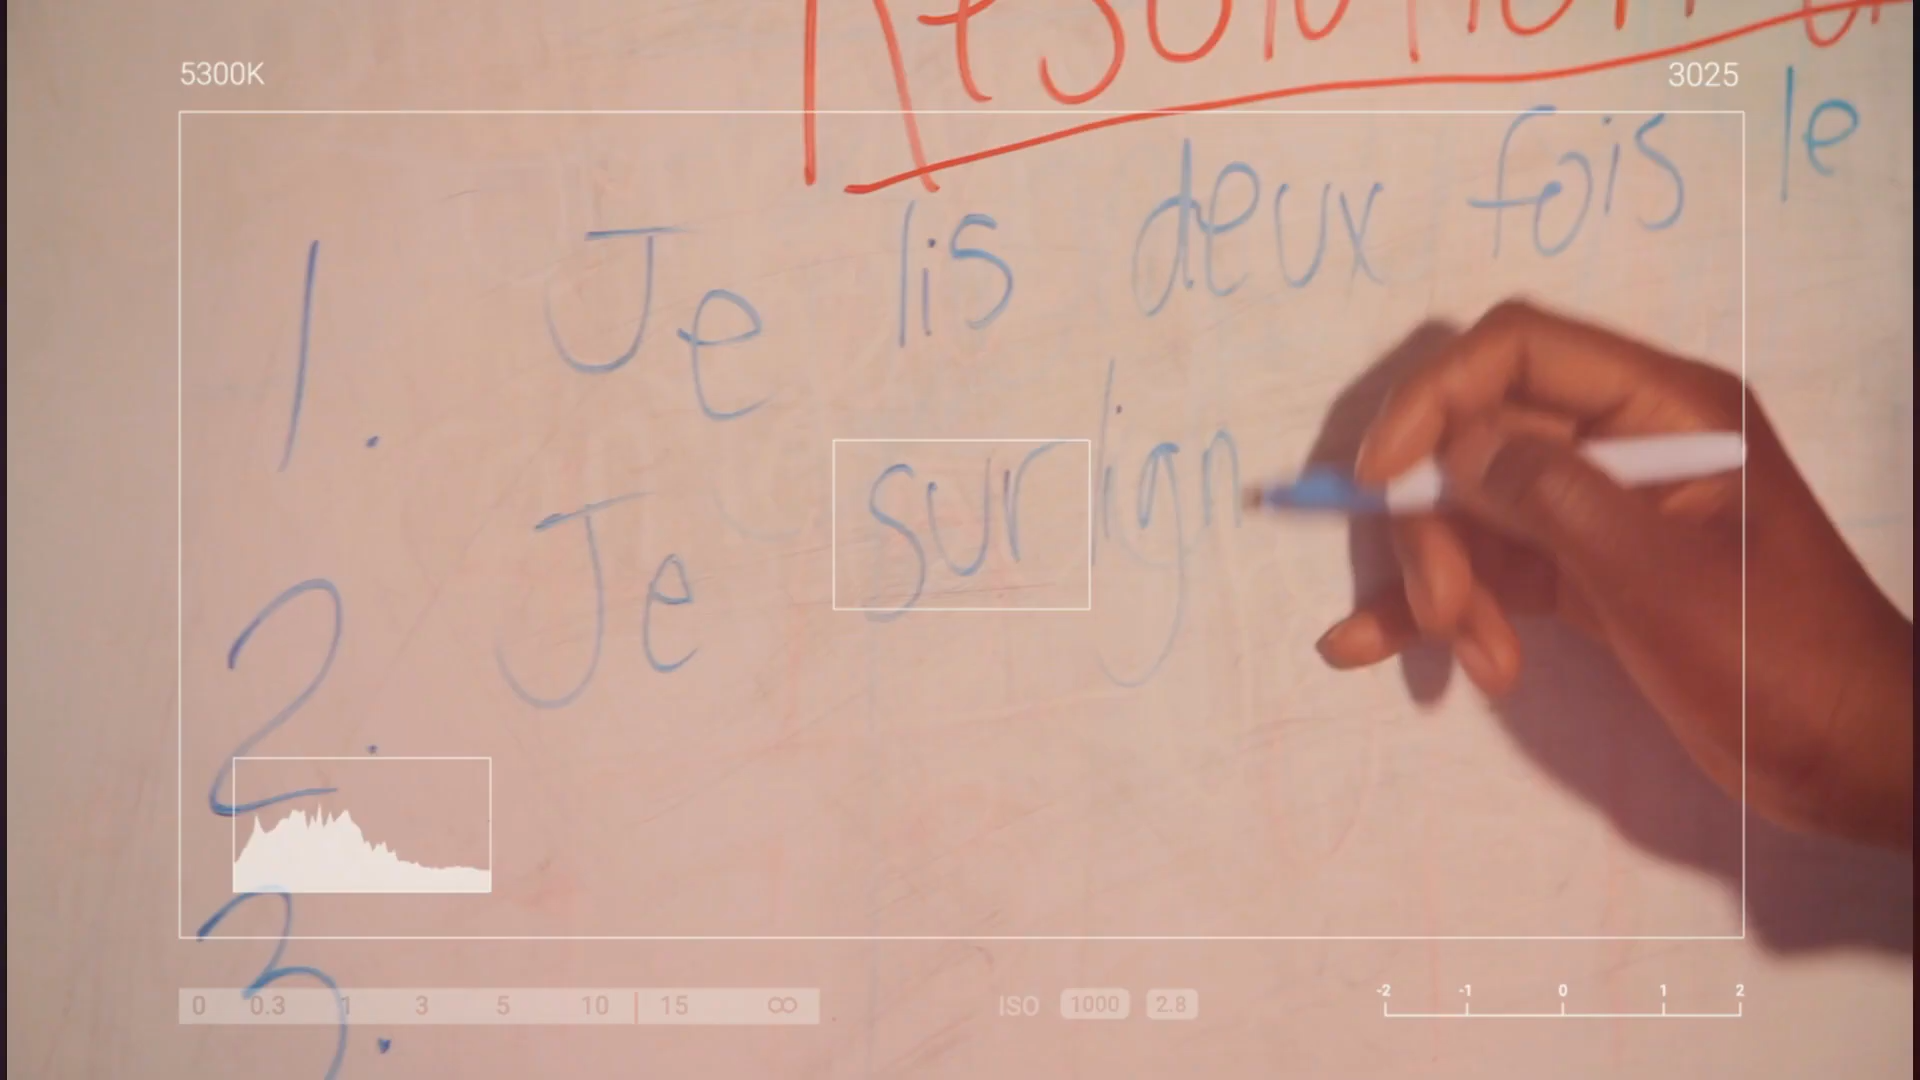 Résolution
5300K 3025
1. Je lis deux fois le
2. Je surlign
3.
0 0.3 1 3 5 10 15 ∞ ISO 1000 2.8 -2 -1 0 1 2